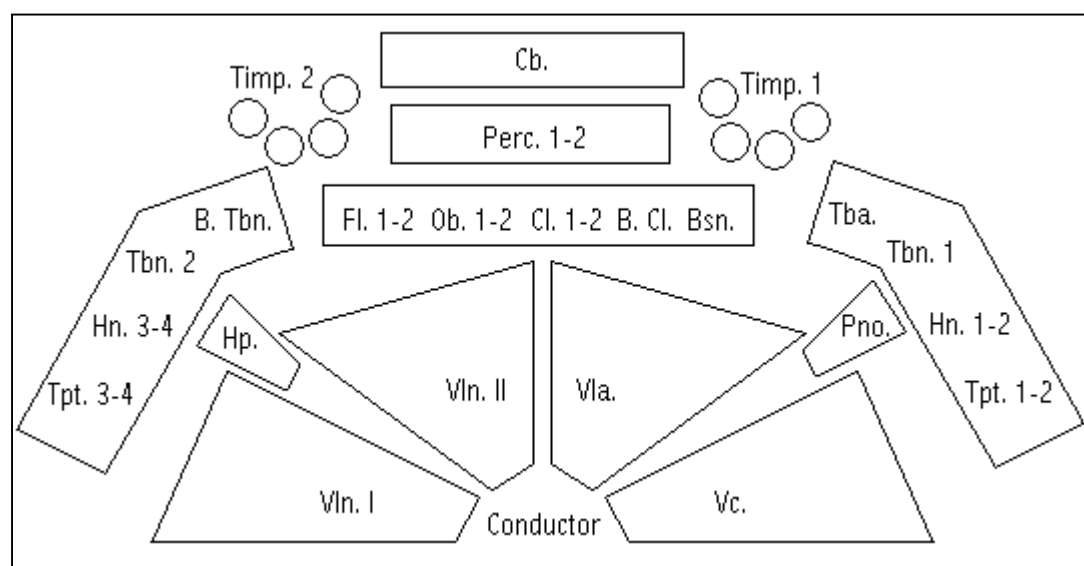 Cb.
Timp. 2
Timp. 1
Perc. 1-2
Fl. 1-2 Ob. 1-2 Cl. 1-2 B. Cl. Bsn.
B. Tbn.
Tba.
Tbn. 2
Tbn. 1
Hn. 3-4
Hp.
Pno.
Hn. 1-2
Tpt. 3-4
Vln. II
Vla.
Tpt. 1-2
Vln. I
Conductor
Vc.